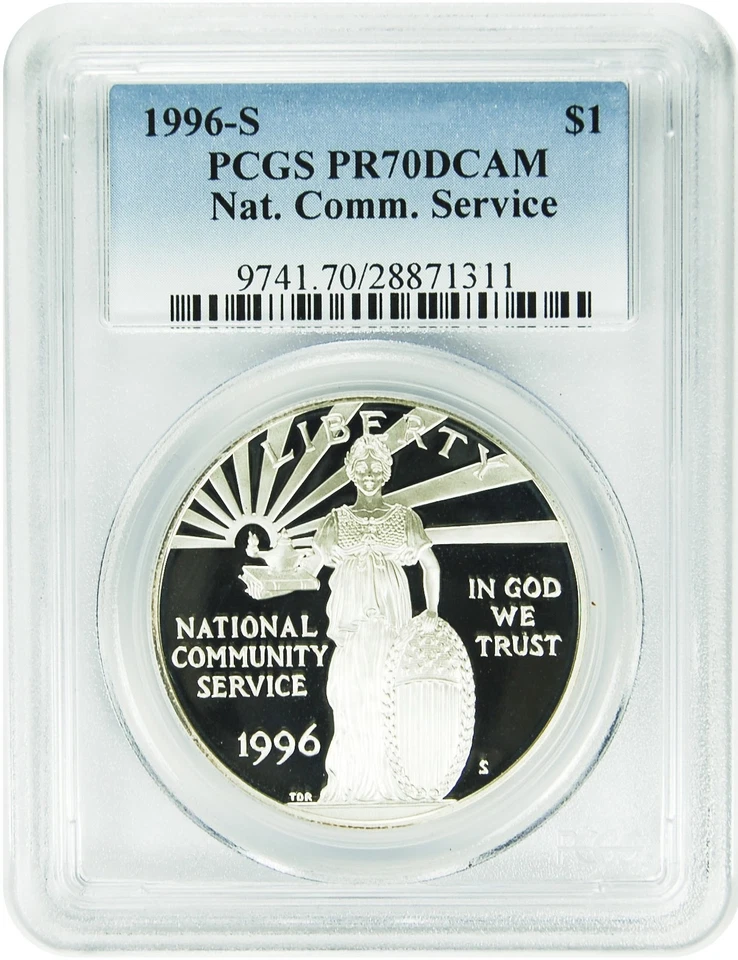 1996-S $1
PCGS PR70DCAM
Nat. Comm. Service
9741.70/28871311
LIBERTY
NATIONAL
COMMUNITY
SERVICE
1996
IN GOD
WE
TRUST
TDR
S
PCGS